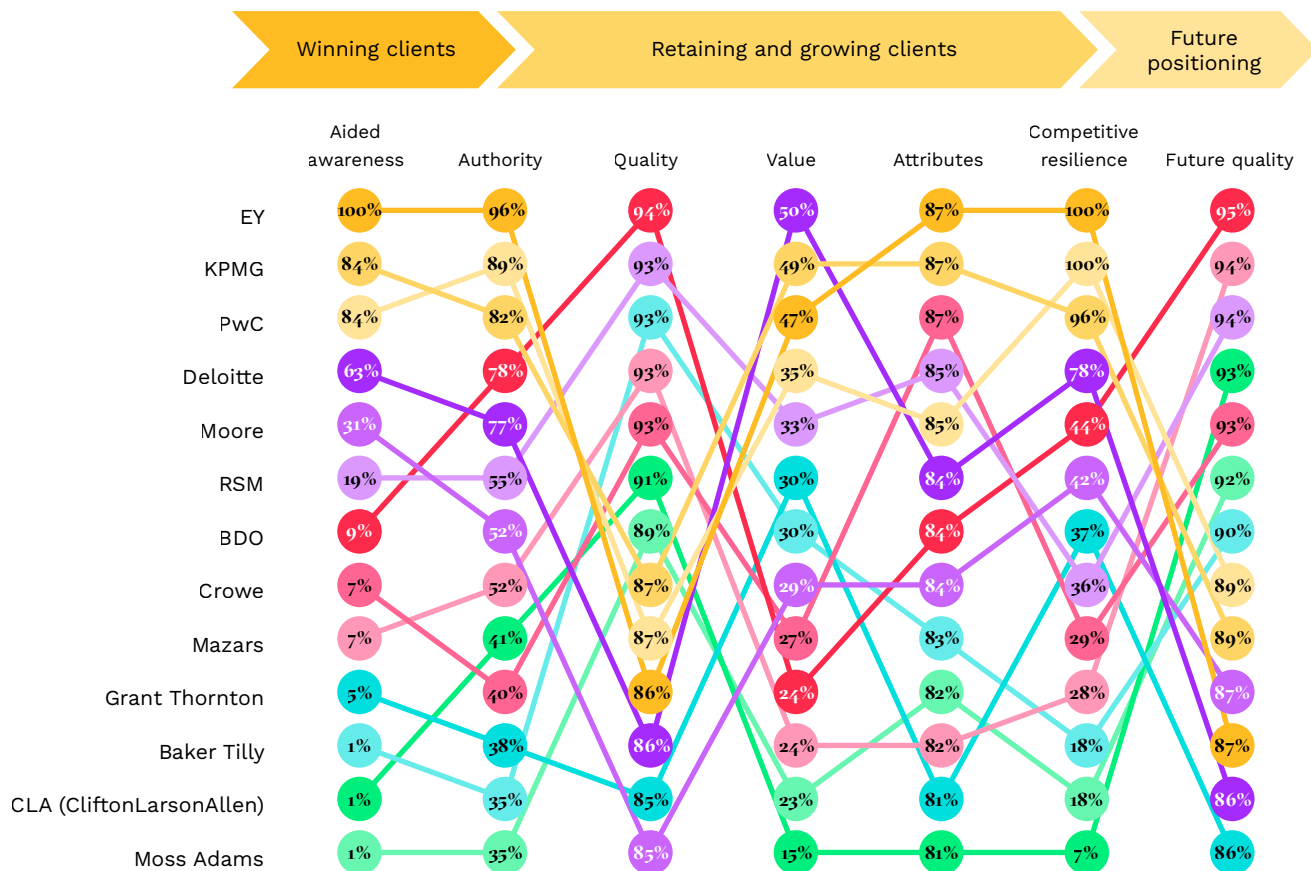 Winning clients
Retaining and growing clients
Future
positioning
Aided
awareness
Authority
Quality
Value
Attributes
Competitive
resilience
Future quality
EY 100% 96% 94% 50% 87% 100% 95%
KPMG 84% 89% 93% 49% 87% 100% 94%
PwC 84% 82% 93% 47% 87% 96% 94%
Deloitte 63% 78% 93% 35% 85% 78% 93%
Moore 31% 77% 93% 33% 85% 44% 93%
RSM 19% 55% 91% 30% 84% 42% 92%
BDO 9% 52% 89% 30% 84% 37% 90%
Crowe 7% 52% 87% 29% 84% 36% 89%
Mazars 7% 41% 87% 27% 83% 29% 89%
Grant Thornton 5% 40% 86% 24% 82% 28% 87%
Baker Tilly 1% 38% 86% 24% 82% 18% 87%
CLA (CliftonLarsonAllen) 1% 35% 85% 23% 81% 18% 86%
Moss Adams 1% 35% 85% 15% 81% 7% 86%